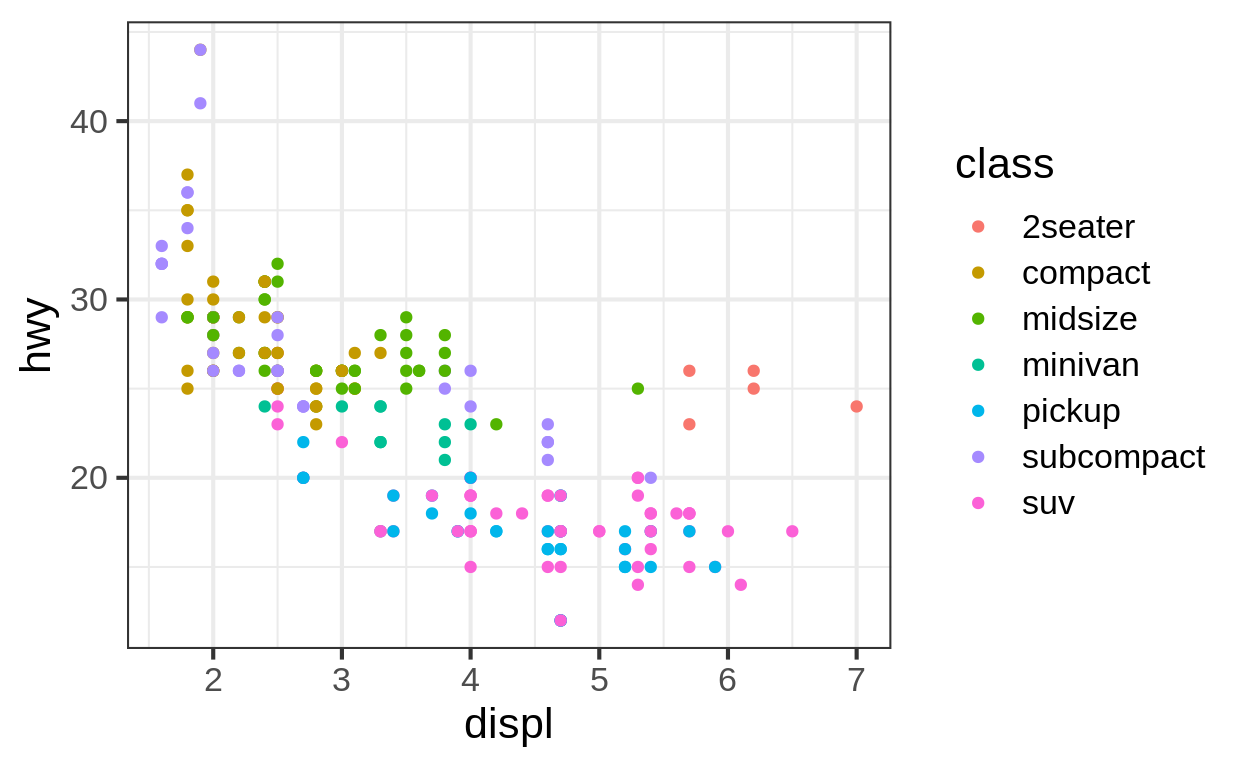 40
30
20
hwy
2 3 4 5 6 7
displ
class
2seater
compact
midsize
minivan
pickup
subcompact
suv